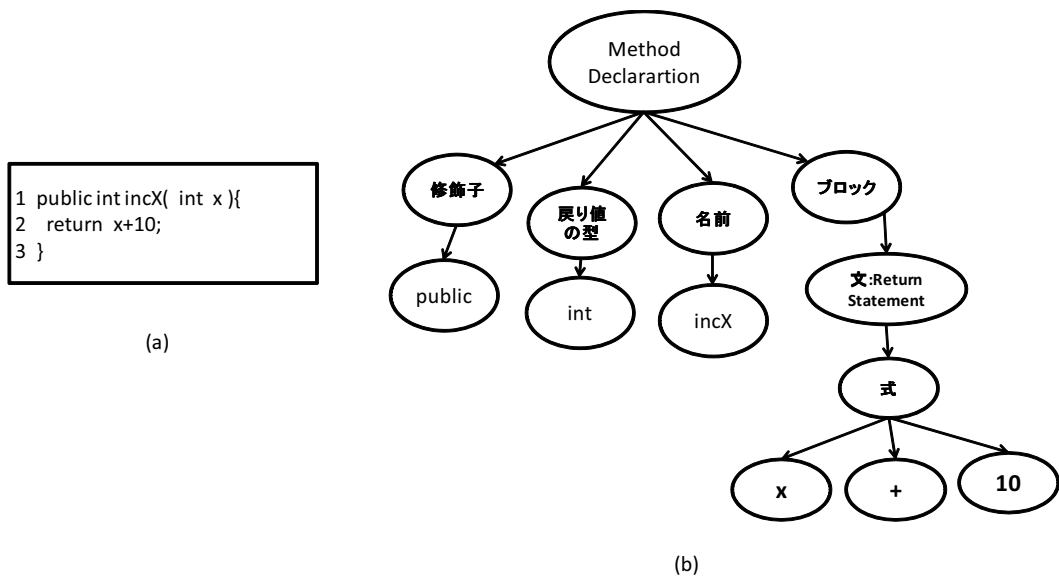 1 public int incX( int x ){
2 return x+10;
3 }
(a)
Method
Declarartion
修飾子
戻り値
の型
名前
ブロック
public
int
incX
文:Return
Statement
式
x
+
10
(b)